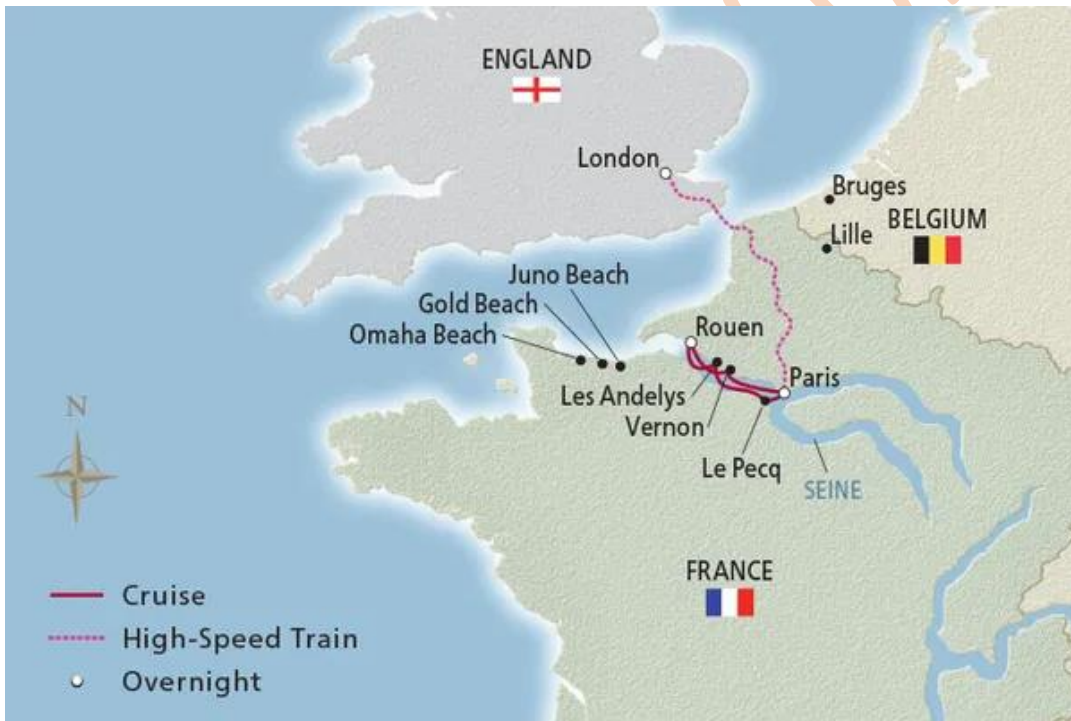 ENGLAND
London
Bruges
BELGIUM
Lille
Juno Beach
Gold Beach
Omaha Beach
Rouen
Paris
Les Andelys
Vernon
Le Pecq
SEINE
N
FRANCE
Cruise
High-Speed Train
Overnight